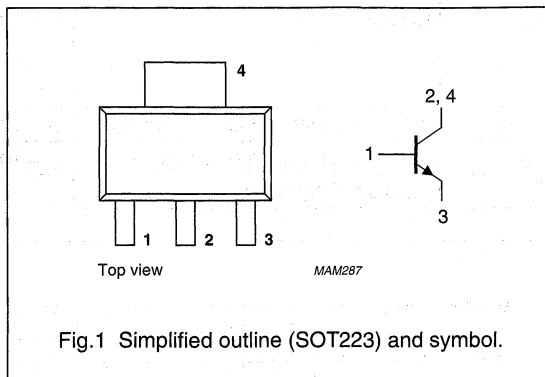 4
1 2 3
Top view
2, 4
1
3
MAM287
Fig.1 Simplified outline (SOT223) and symbol.